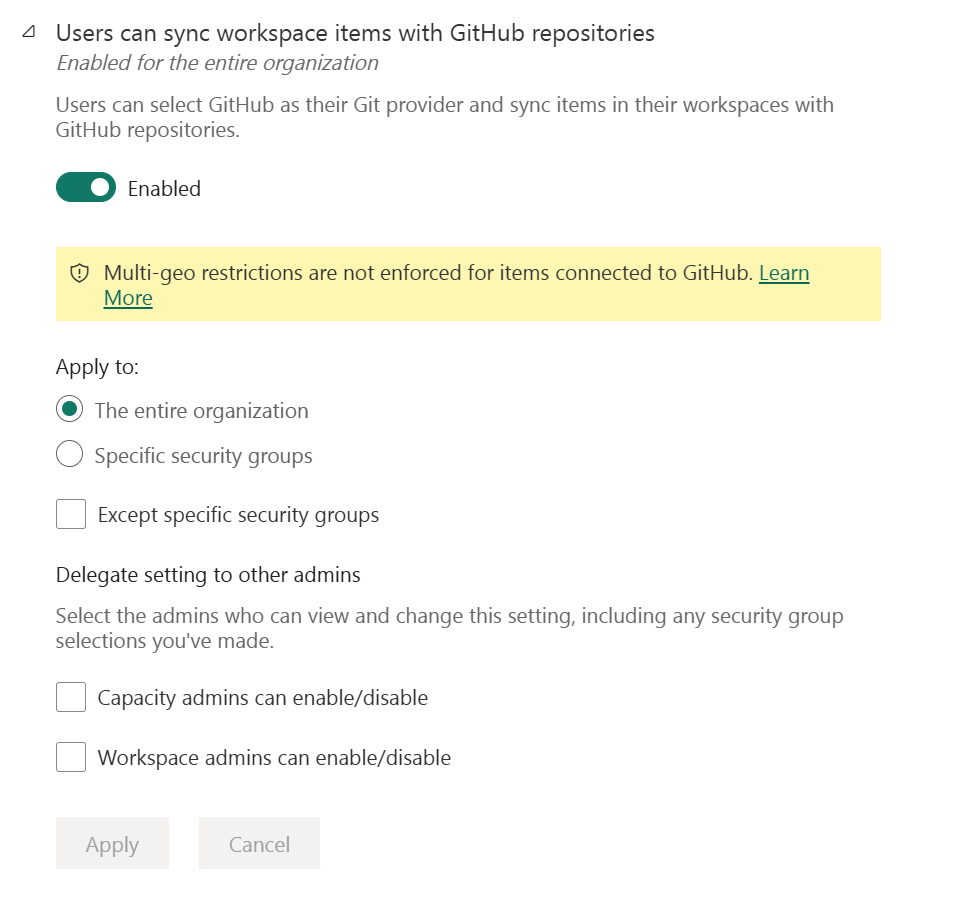 Users can sync workspace items with GitHub repositories
Enabled for the entire organization
Users can select GitHub as their Git provider and sync items in their workspaces with
GitHub repositories.
Enabled
Multi-geo restrictions are not enforced for items connected to GitHub. Learn
More
Apply to:
The entire organization
Specific security groups
Except specific security groups
Delegate setting to other admins
Select the admins who can view and change this setting, including any security group
selections you've made.
Capacity admins can enable/disable
Workspace admins can enable/disable
Apply
Cancel